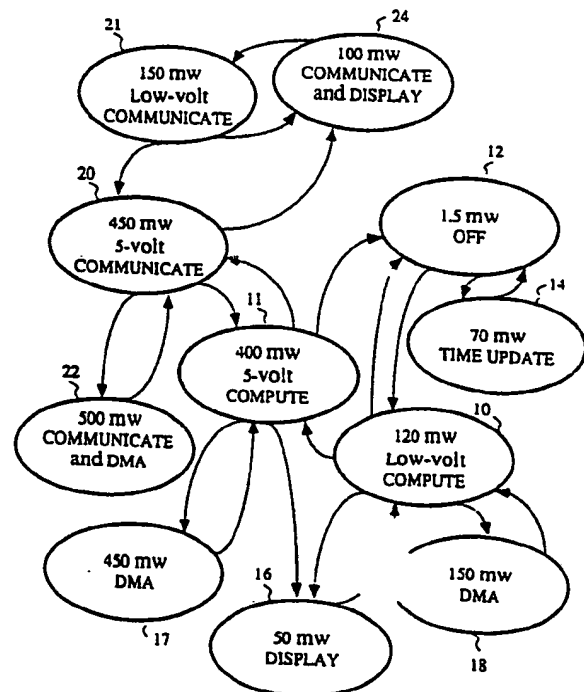 21
150 mw
Low-volt
COMMUNICATE
24
100 mw
COMMUNICATE
and DISPLAY
20
450 mw
5-volt
COMMUNICATE
12
1.5 mw
OFF
14
70 mw
TIME UPDATE
11
400 mw
5-volt
COMPUTE
22
500 mw
COMMUNICATE
and DMA
10
120 mw
Low-volt
COMPUTE
450 mw
DMA
17
16
50 mw
DISPLAY
150 mw
DMA
18